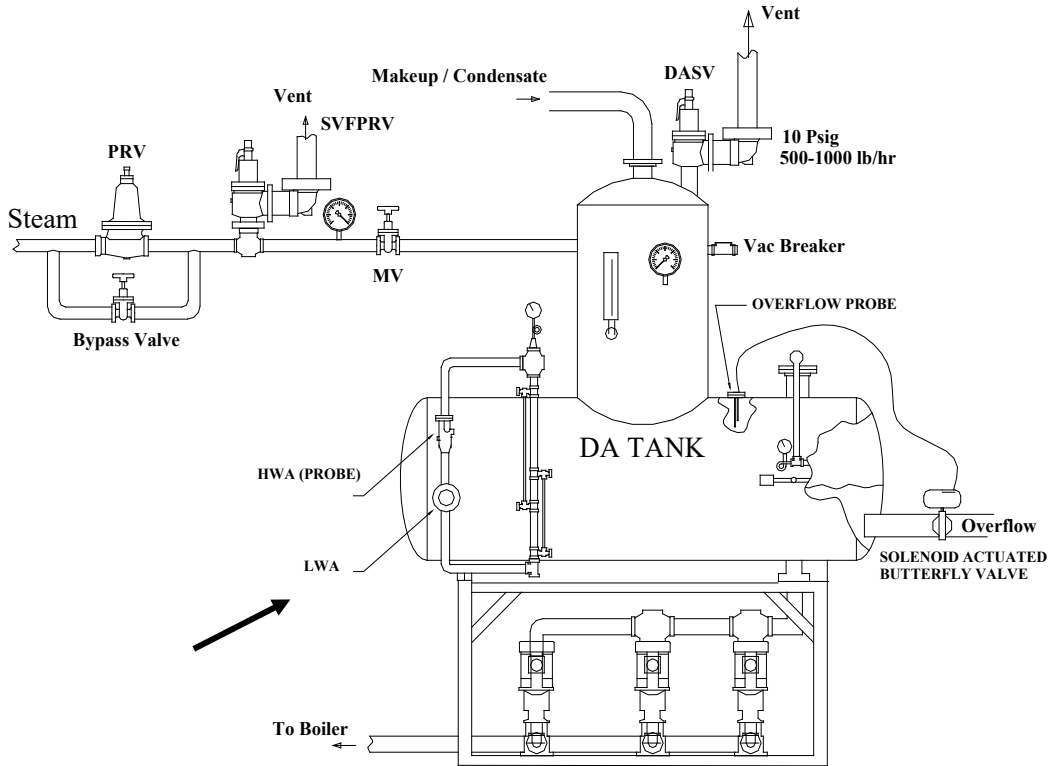 Vent
Makeup / Condensate
DASV
Vent
SVFPRV
10 Psig
500-1000 lb/hr
PRV
Steam
Vac Breaker
MV
OVERFLOW PROBE
Bypass Valve
DA TANK
HWA (PROBE)
Overflow
LWA
SOLENOID ACTUATED
BUTTERFLY VALVE
To Boiler